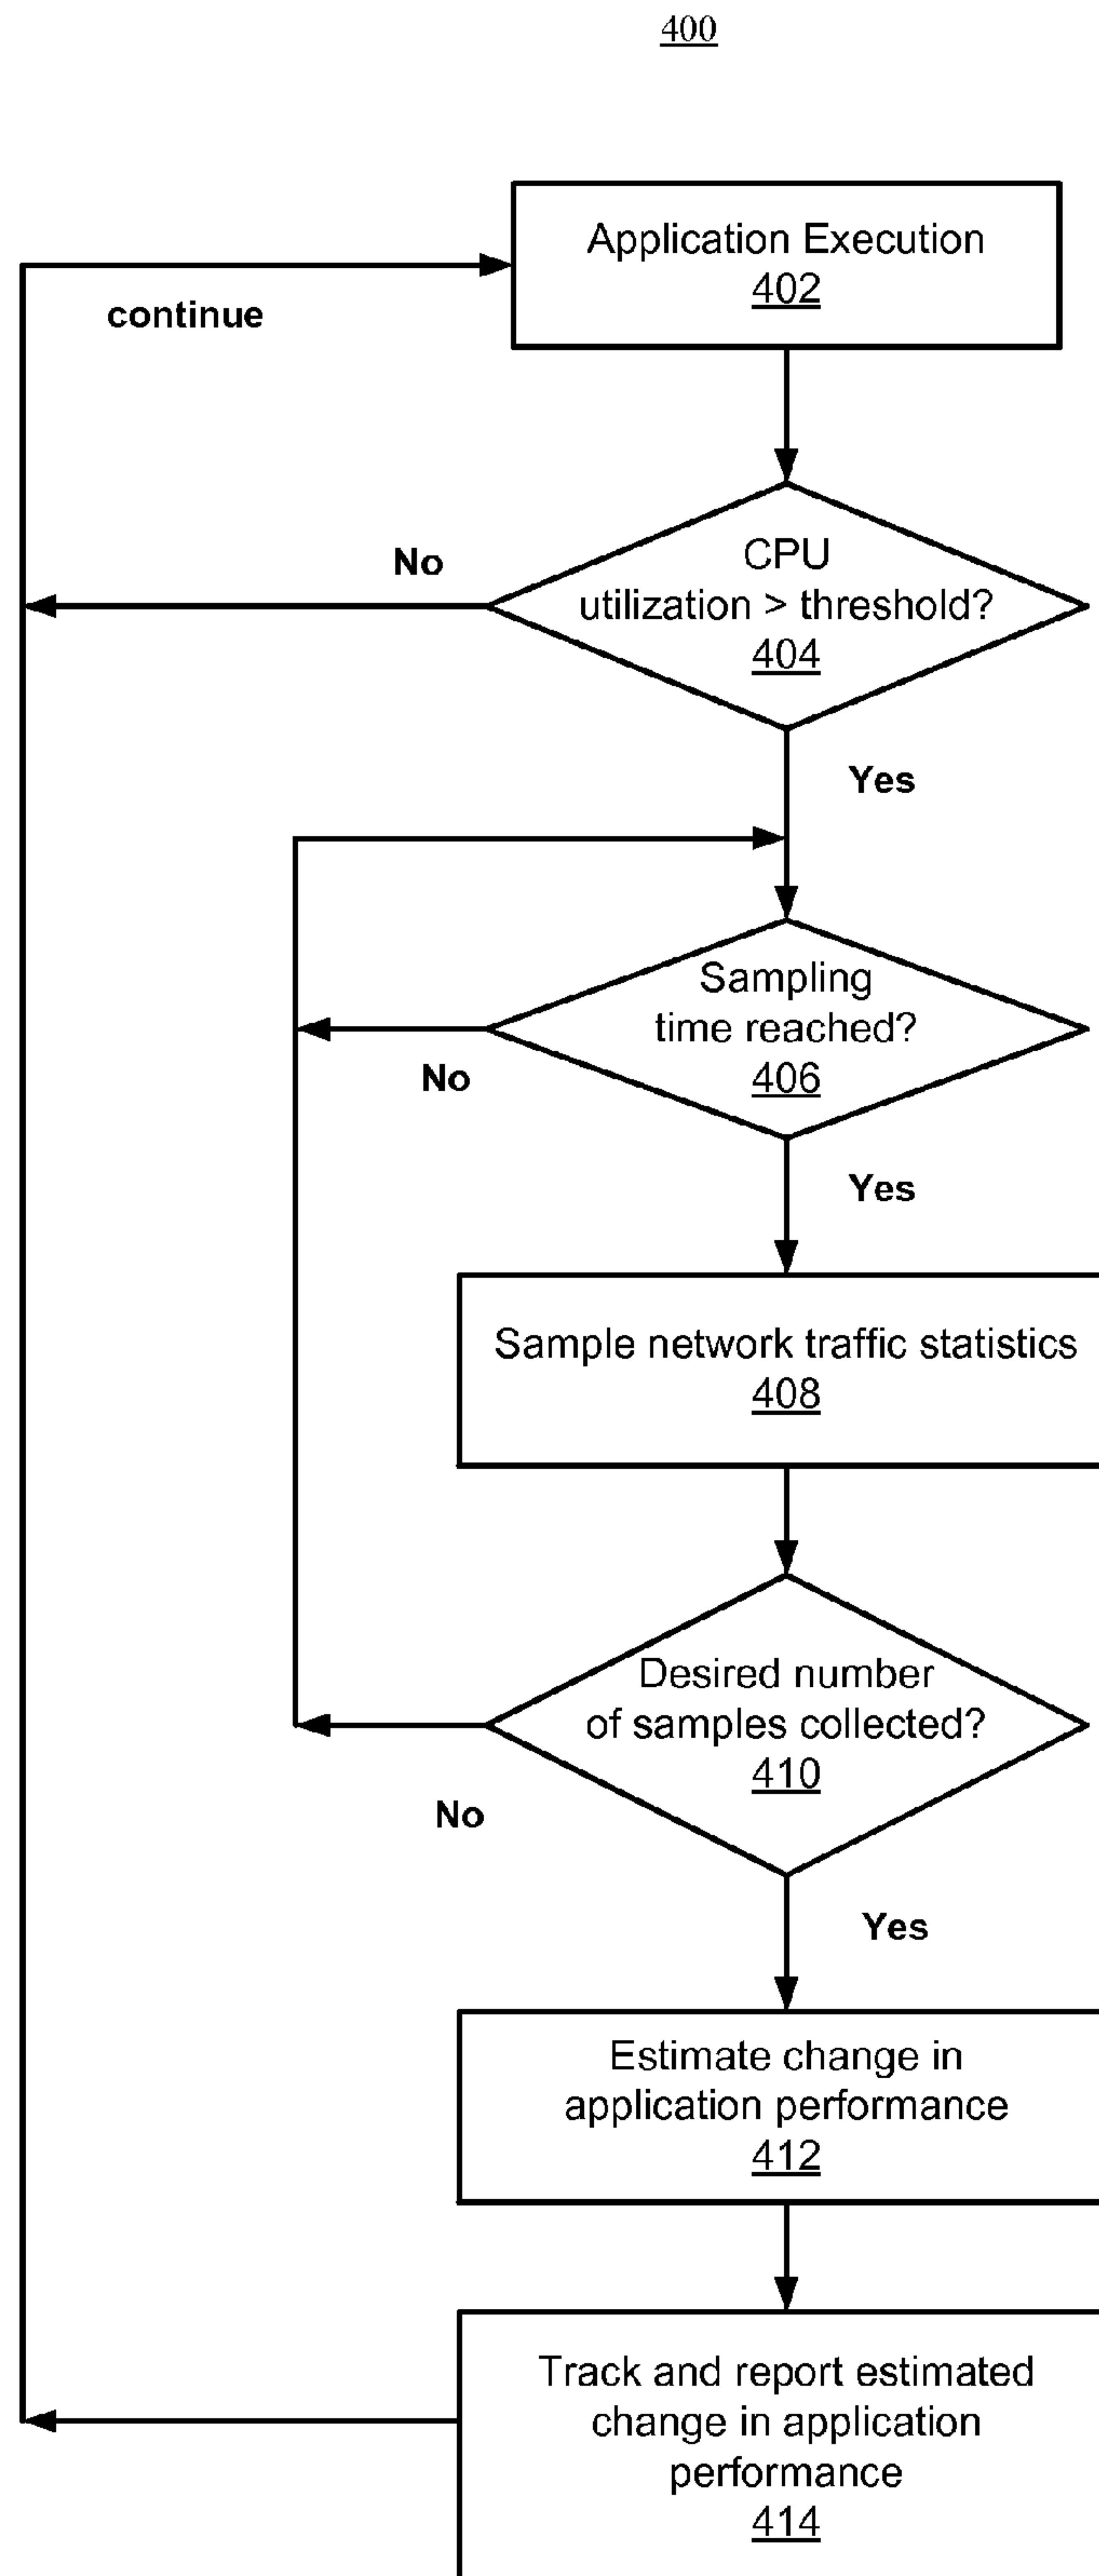 400
Application Execution
402
continue
CPU
utilization > threshold?
404
No
Yes
Sampling
time reached?
406
No
Yes
Sample network traffic statistics
408
Desired number
of samples collected?
410
No
Yes
Estimate change in
application performance
412
Track and report estimated
change in application
performance
414